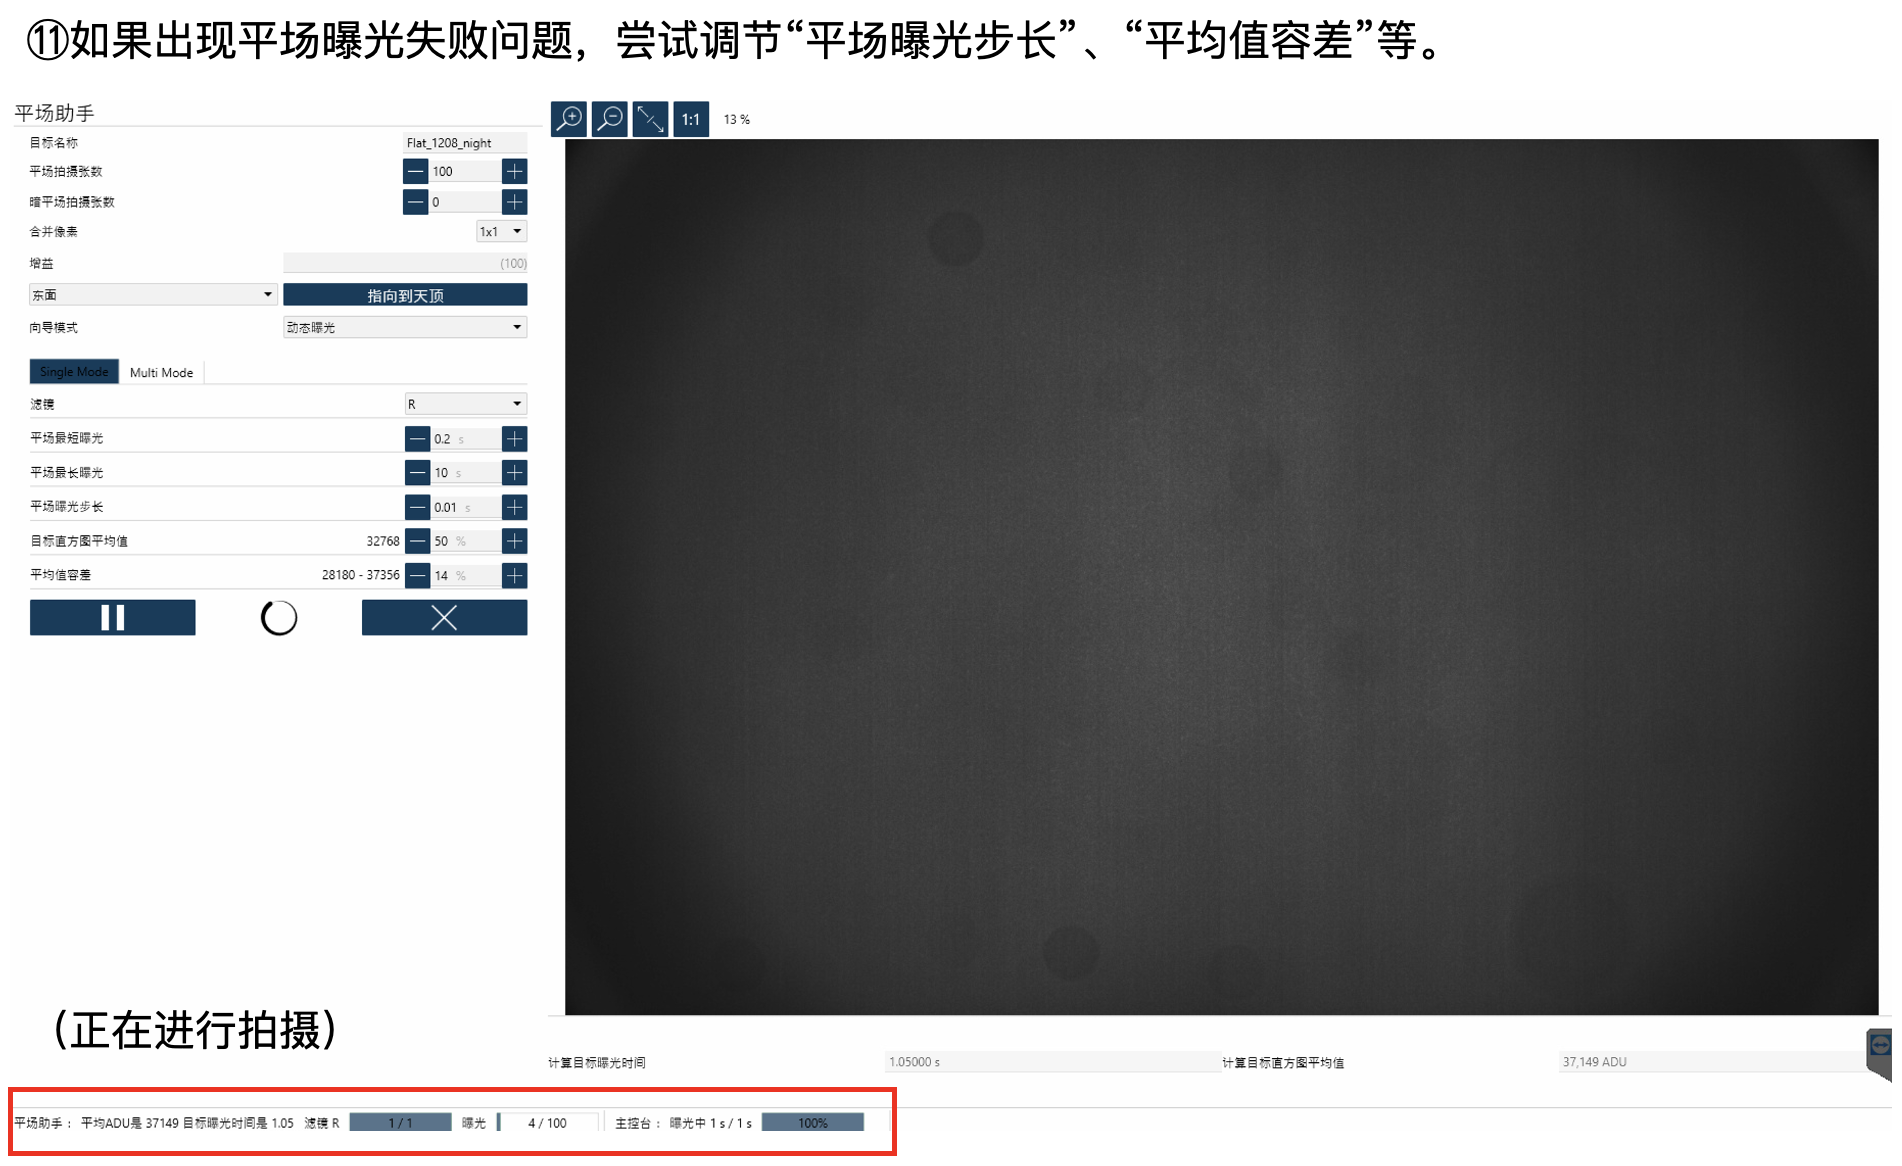 ⑪如果出现平场曝光失败问题，尝试调节“平场曝光步长”、“平均值容差”等。
平场助手
目标名称 Flat_1208_night
平场拍摄张数 100
暗平场拍摄张数 0
合并像素 1x1
增益 (100)
东面 指向到天顶
向导模式 动态曝光
Single Mode Multi Mode
滤镜 R
平场最短曝光 0.2 s
平场最长曝光 10 s
平场曝光步长 0.01 s
目标直方图平均值 32768 50 %
平均值容差 28180 - 37356 14 %
1:1 13 %
（正在进行拍摄）
计算目标曝光时间 1.05000 s 计算目标直方图平均值 37,149 ADU
平场助手： 平均ADU是 37149 目标曝光时间是 1.05 滤镜 R 1 / 1 曝光 4 / 100 主控台： 曝光中 1 s / 1 s 100%